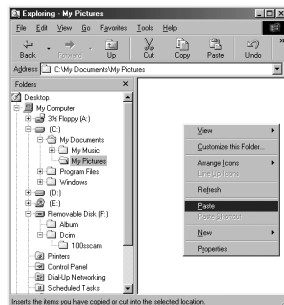 Exploring - My Pictures
File Edit View Go Favorites Tools Help
Back Forward Up Cut Copy Paste Undo
Address C:\My Documents\My Pictures
Folders
Desktop
My Computer
3½ Floppy (A:)
(C:)
My Documents
My Music
My Pictures
Program Files
Windows
(D:)
(E:)
Removable Disk (F:)
Album
Dcim
100sscam
Printers
Control Panel
Dial-Up Networking
Scheduled Tasks
View
Customize this Folder...
Arrange Icons
Line Up Icons
Refresh
Paste
Paste Shortcut
New
Properties
Inserts the items you have copied or cut into the selected location.